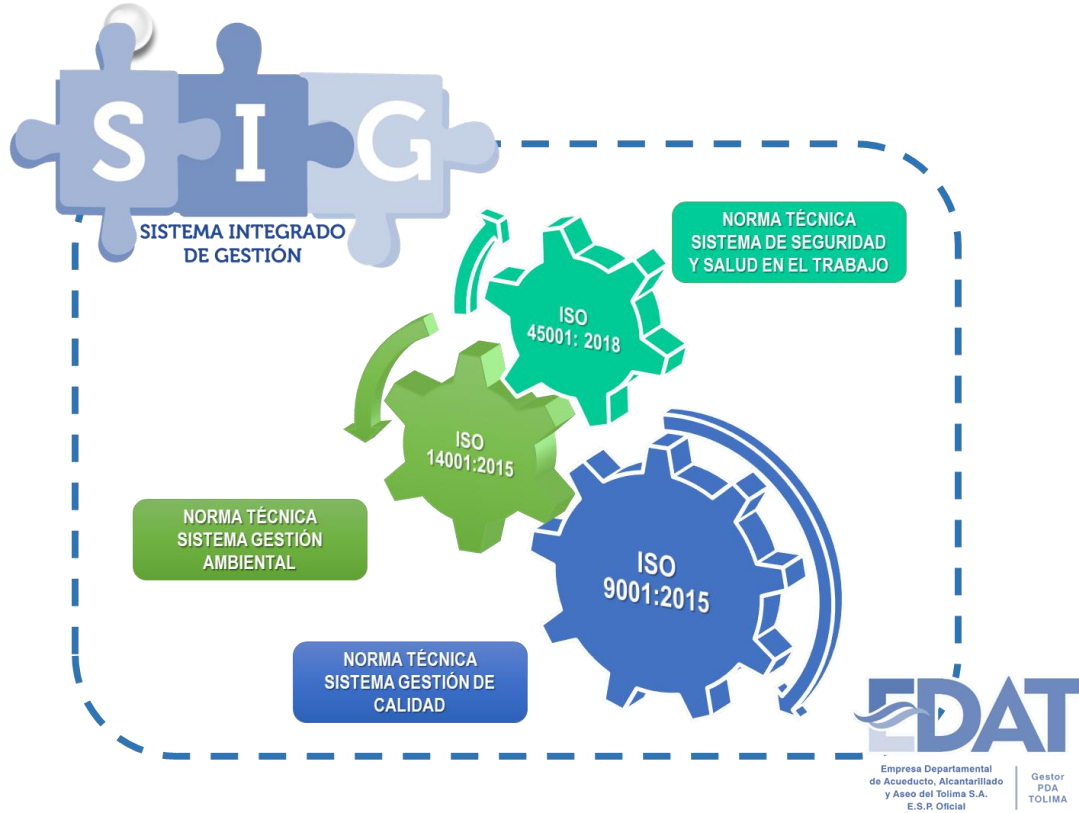 SIG
SISTEMA INTEGRADO
DE GESTIÓN
NORMA TÉCNICA
SISTEMA DE SEGURIDAD
Y SALUD EN EL TRABAJO
ISO
45001: 2018
ISO
14001:2015
NORMA TÉCNICA
SISTEMA GESTIÓN
AMBIENTAL
ISO
9001:2015
NORMA TÉCNICA
SISTEMA GESTIÓN DE
CALIDAD
EDAT
Empresa Departamental
de Acueducto, Alcantarillado
y Aseo del Tolima S.A.
E.S.P. Oficial
Gestor
PDA
TOLIMA